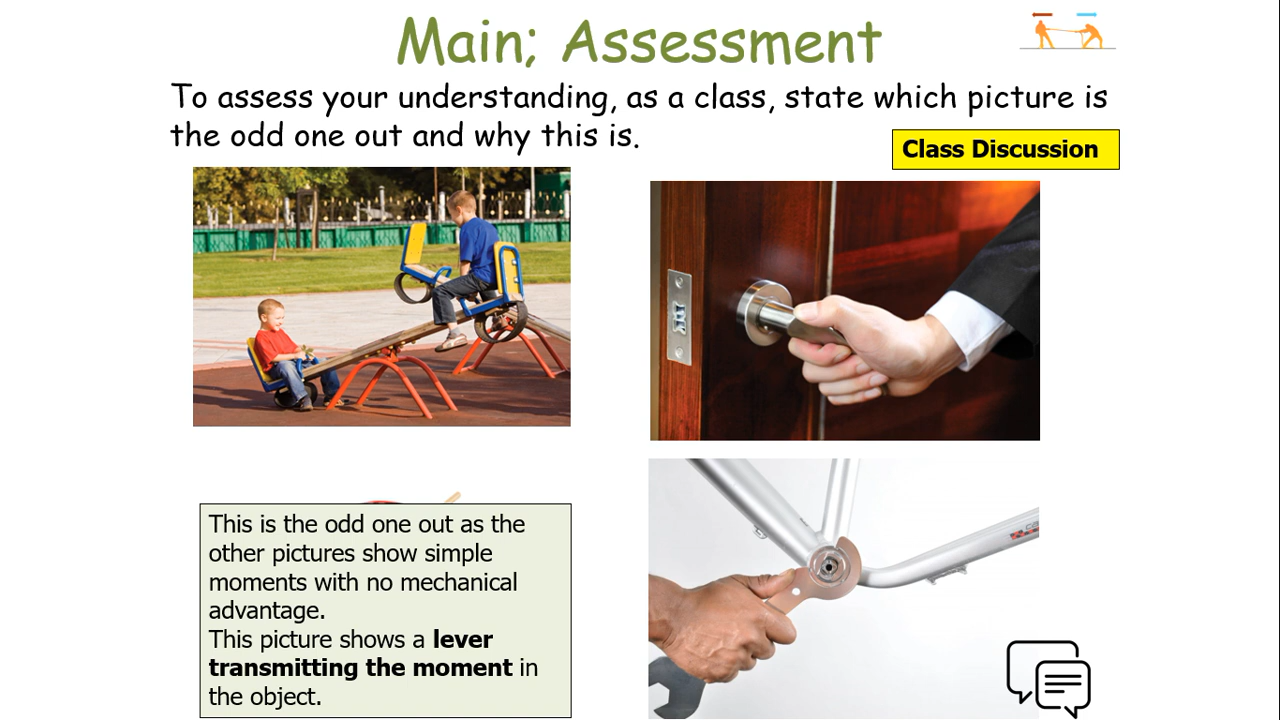 Main; Assessment
To assess your understanding, as a class, state which picture is
the odd one out and why this is.
Class Discussion
This is the odd one out as the
other pictures show simple
moments with no mechanical
advantage.
This picture shows a lever
transmitting the moment in
the object.